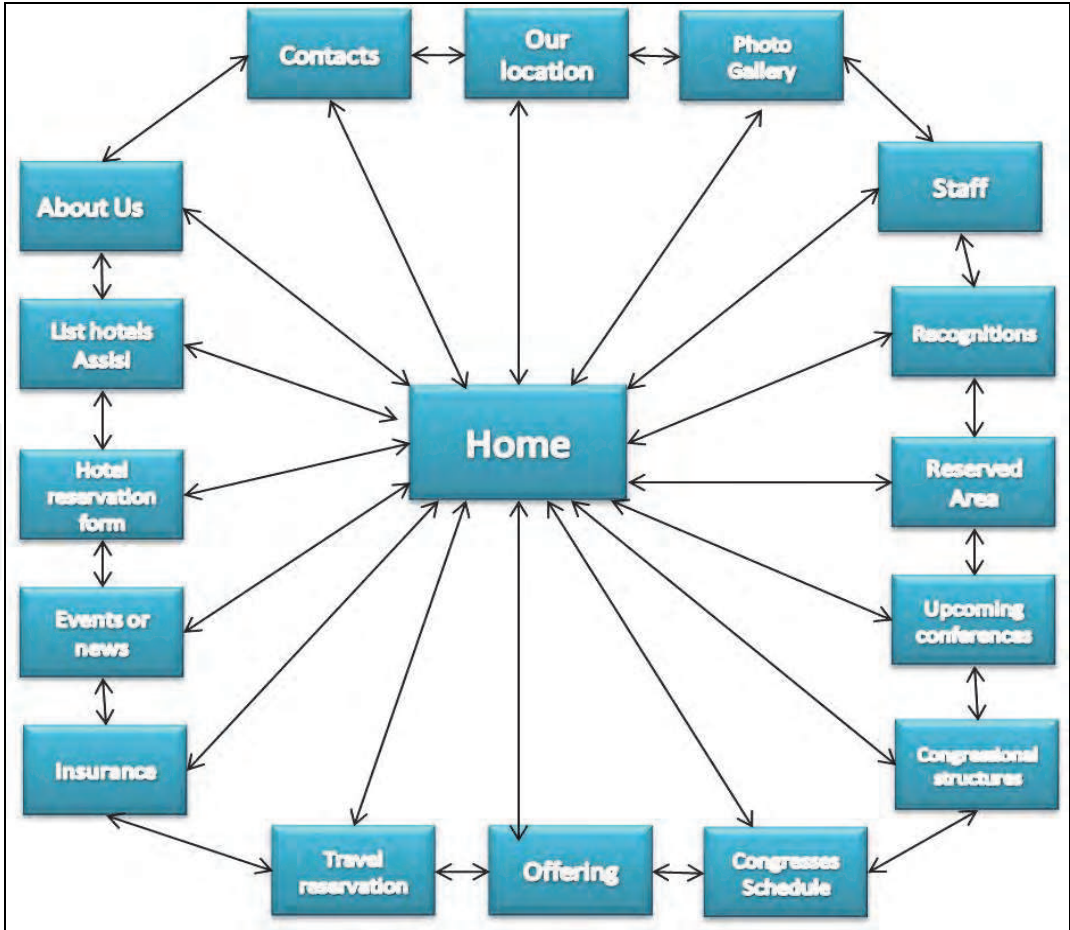 Contacts
Our
location
Photo
Gallery
About Us
Staff
List hotels
Assisi
Recognitions
Home
Hotel
reservation
form
Reserved
Area
Events or
news
Upcoming
conferences
Insurance
Congressional
structures
Travel
reservation
Offering
Congresses
Schedule